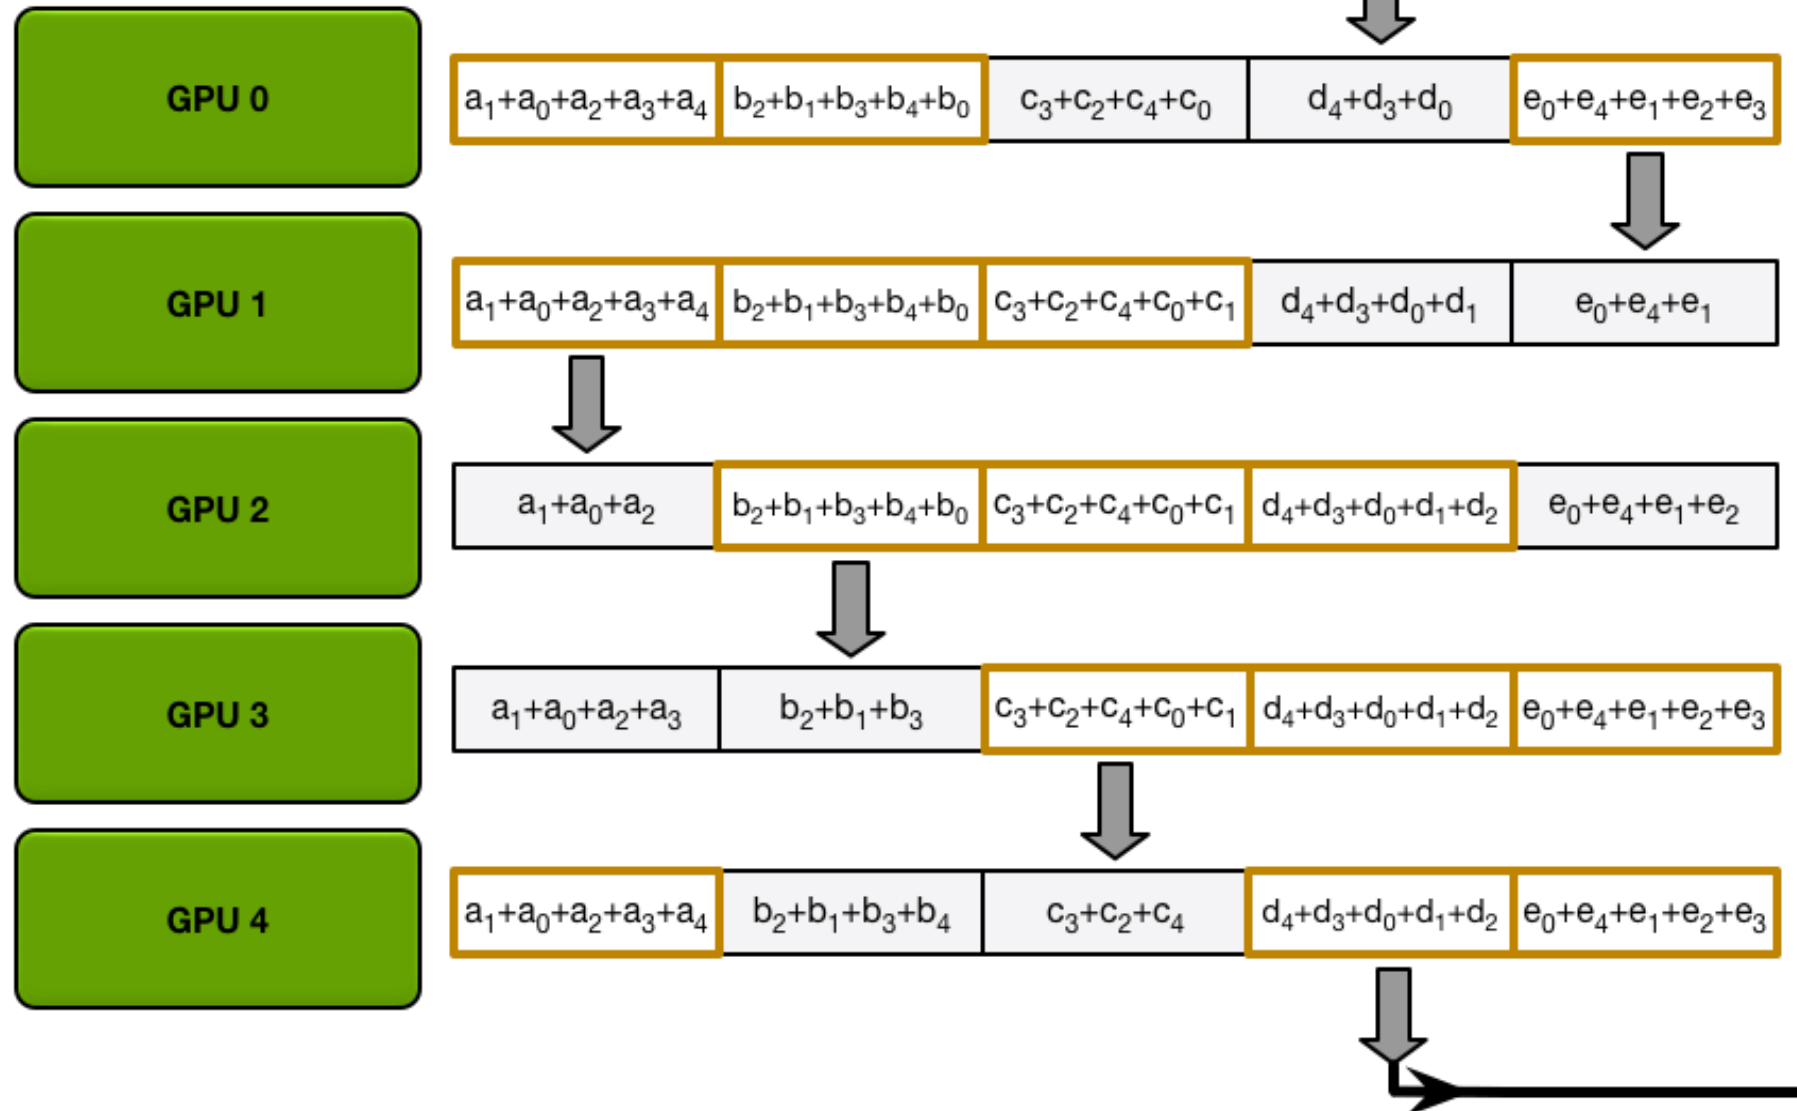 GPU 0 a₁+a₀+a₂+a₃+a₄ b₂+b₁+b₃+b₄+b₀ c₃+c₂+c₄+c₀ d₄+d₃+d₀ e₀+e₄+e₁+e₂+e₃
GPU 1 a₁+a₀+a₂+a₃+a₄ b₂+b₁+b₃+b₄+b₀ c₃+c₂+c₄+c₀+c₁ d₄+d₃+d₀+d₁ e₀+e₄+e₁
GPU 2 a₁+a₀+a₂ b₂+b₁+b₃+b₄+b₀ c₃+c₂+c₄+c₀+c₁ d₄+d₃+d₀+d₁+d₂ e₀+e₄+e₁+e₂
GPU 3 a₁+a₀+a₂+a₃ b₂+b₁+b₃ c₃+c₂+c₄+c₀+c₁ d₄+d₃+d₀+d₁+d₂ e₀+e₄+e₁+e₂+e₃
GPU 4 a₁+a₀+a₂+a₃+a₄ b₂+b₁+b₃+b₄ c₃+c₂+c₄ d₄+d₃+d₀+d₁+d₂ e₀+e₄+e₁+e₂+e₃